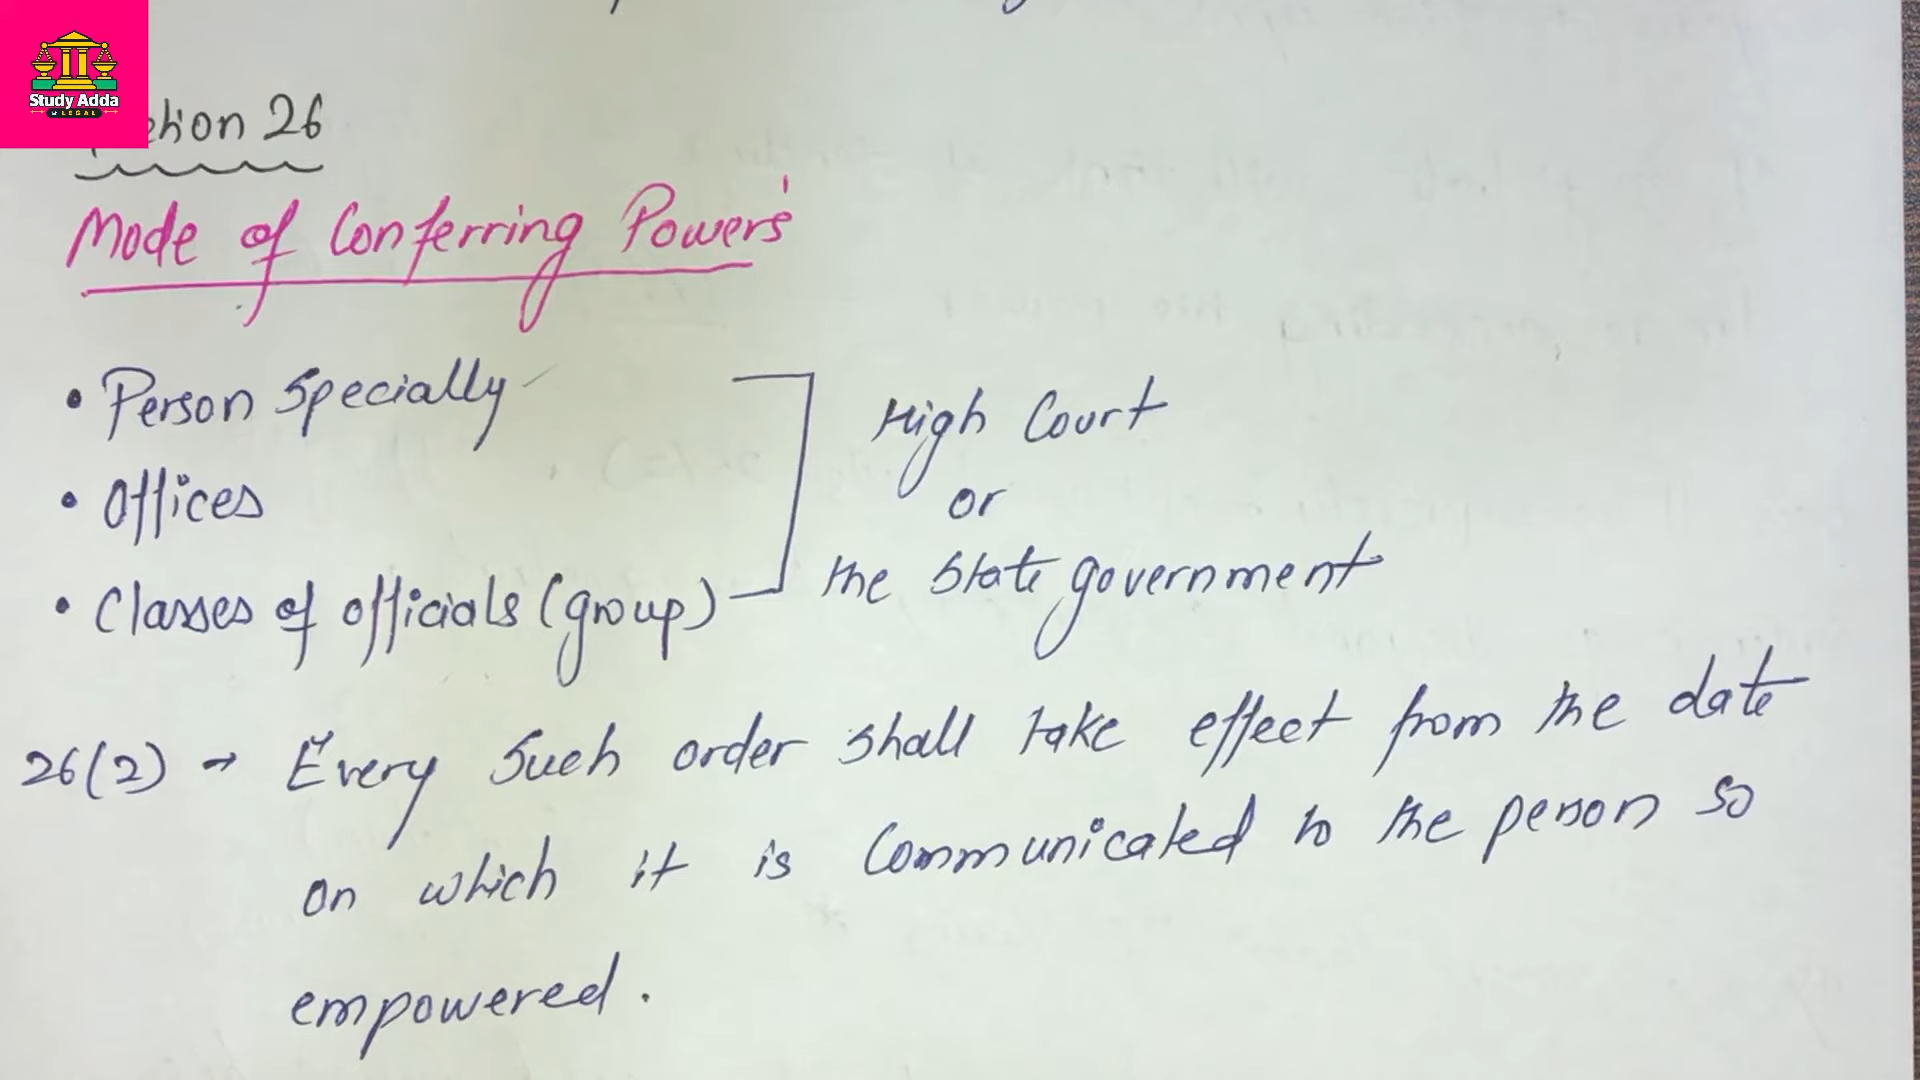 Study Adda
LEGAL
ction 26
Mode of Conferring Powers'
• Person Specially
• Offices
• Classes of officials (group)
High Court
or
the State government
26(2) → Every Such order shall take effect from the date
on which it is Communicated to the person so
empowered.